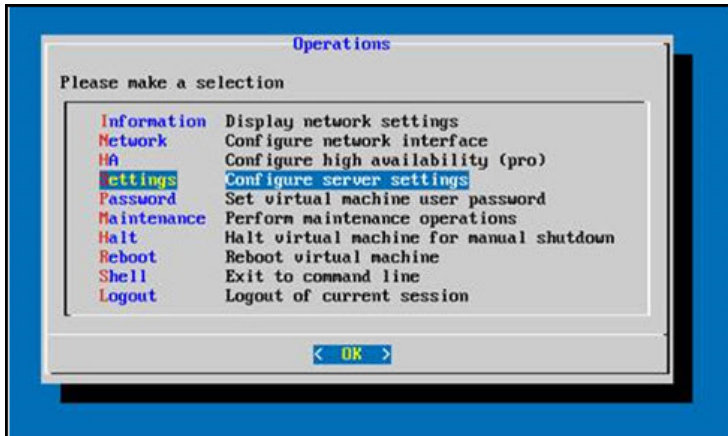 Operations
Please make a selection
Information Display network settings
Network Configure network interface
HA Configure high availability (pro)
Settings Configure server settings
Password Set virtual machine user password
Maintenance Perform maintenance operations
Halt Halt virtual machine for manual shutdown
Reboot Reboot virtual machine
Shell Exit to command line
Logout Logout of current session
< OK >